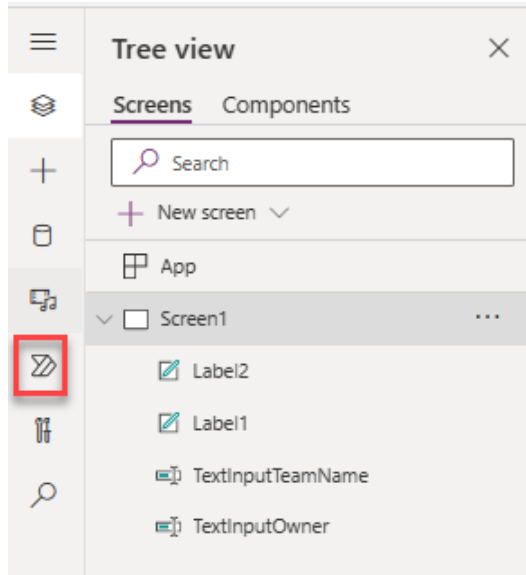 Tree view
Screens Components
Search
New screen
App
Screen1
Label2
Label1
TextInputTeamName
TextInputOwner